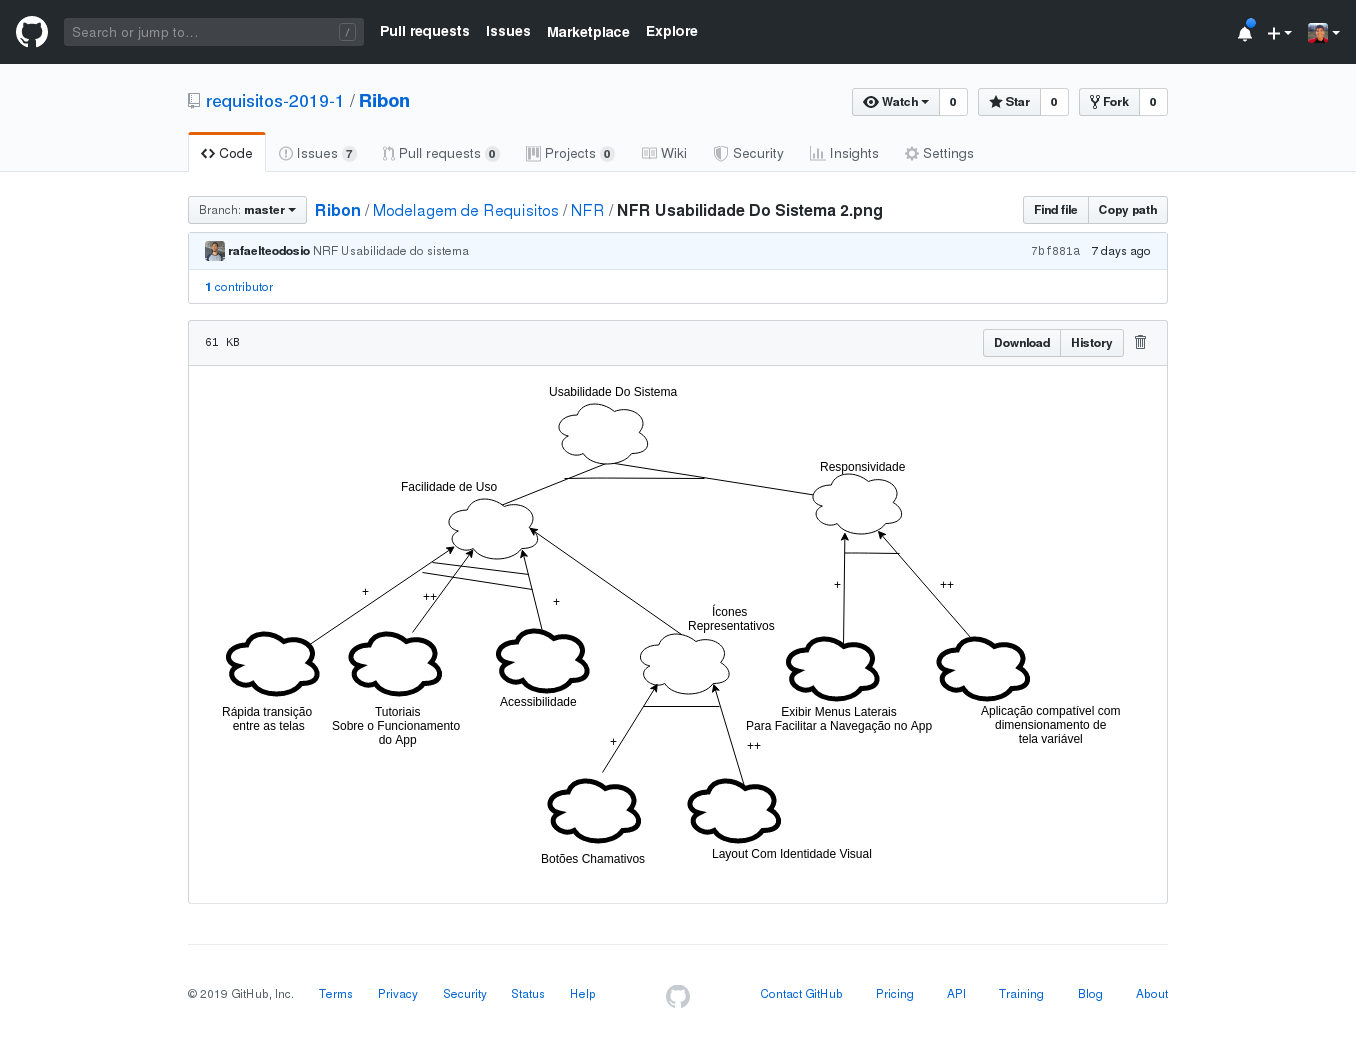 Search or jump to…
/
Pull requests
Issues
Marketplace
Explore
requisitos-2019-1 / Ribon
Watch 0
Star 0
Fork 0
Code
Issues 7
Pull requests 0
Projects 0
Wiki
Security
Insights
Settings
Branch: master
Ribon / Modelagem de Requisitos / NFR / NFR Usabilidade Do Sistema 2.png
Find file
Copy path
rafaelteodosio NRF Usabilidade do sistema
7bf881a 7 days ago
1 contributor
61 KB
Download
History
Usabilidade Do Sistema
Responsividade
Facilidade de Uso
+
++
+
+
++
Ícones
Representativos
Rápida transição
entre as telas
Tutoriais
Sobre o Funcionamento
do App
Acessibilidade
Exibir Menus Laterais
Para Facilitar a Navegação no App
Aplicação compatível com
dimensionamento de
tela variável
+
++
Botões Chamativos
Layout Com Identidade Visual
© 2019 GitHub, Inc.
Terms
Privacy
Security
Status
Help
Contact GitHub
Pricing
API
Training
Blog
About